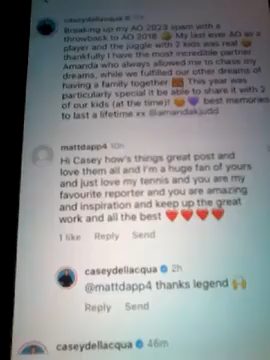 caseydellacqua
Breaking up my AO 2023 spam with a
throwback to AO 2018 My last ever AO as a
player and the juggle with 2 kids was real
thankfully I have the most incredible partner
Amanda who always allowed me to chase my
dreams, while we fulfilled our other dreams of
having a family together This year was
particularly special it be able to share it with 2
of our kids (at the time)! best memories
to last a lifetime xx @amandakjudd
mattdapp4 10h
Hi Casey how's things great post and
love them all and I'm a huge fan of yours
and just love my tennis and you are my
favourite reporter and you are amazing
and inspiration and keep up the great
work and all the best ❤️❤️❤️❤️
1 like Reply Send
caseydellacqua 2h
@mattdapp4 thanks legend 🙌
Reply Send
caseydellacqua 46m